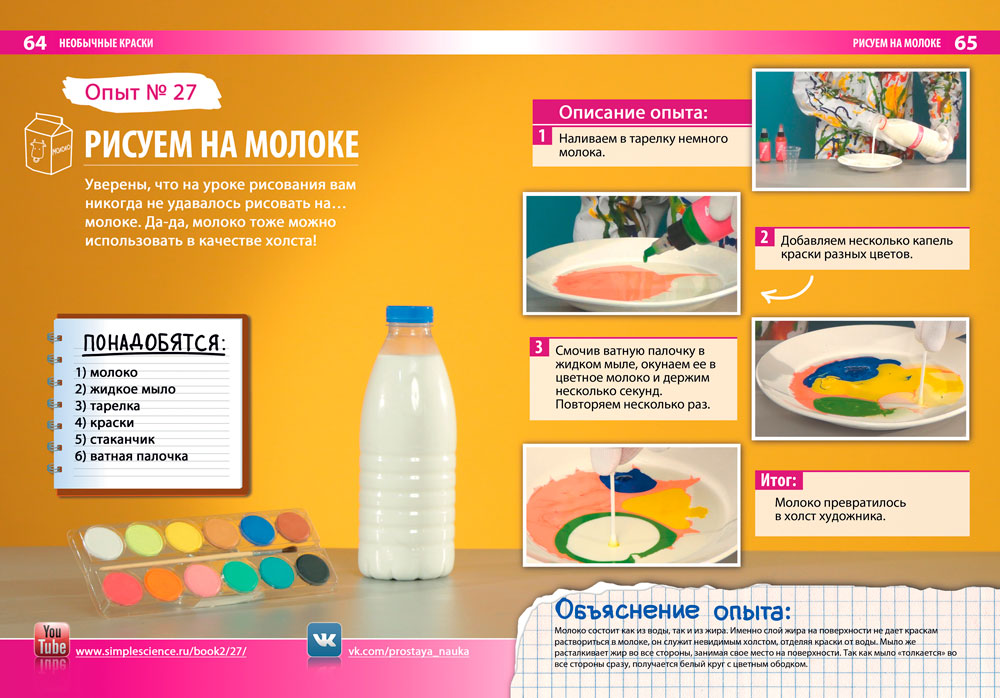 64 НЕОБЫЧНЫЕ КРАСКИ
РИСУЕМ НА МОЛОКЕ 65
Опыт № 27
МОЛОКО
РИСУЕМ НА МОЛОКЕ
Уверены, что на уроке рисования вам
никогда не удавалось рисовать на…
молоке. Да-да, молоко тоже можно
использовать в качестве холста!
ПОНАДОБЯТСЯ:
1) молоко
2) жидкое мыло
3) тарелка
4) краски
5) стаканчик
6) ватная палочка
You
Tube
www.simplescience.ru/book2/27/
vk.com/prostaya_nauka
Описание опыта:
1 Наливаем в тарелку немного
молока.
2 Добавляем несколько капель
краски разных цветов.
3 Смочив ватную палочку в
жидком мыле, окунаем ее в
цветное молоко и держим
несколько секунд.
Повторяем несколько раз.
Итог:
Молоко превратилось
в холст художника.
Объяснение опыта:
Молоко состоит как из воды, так и из жира. Именно слой жира на поверхности не дает краскам
раствориться в молоке, он служит невидимым холстом, отделяя краски от воды. Мыло же
расталкивает жир во все стороны, занимая свое место на поверхности. Так как мыло «толкается» во
все стороны сразу, получается белый круг с цветным ободком.